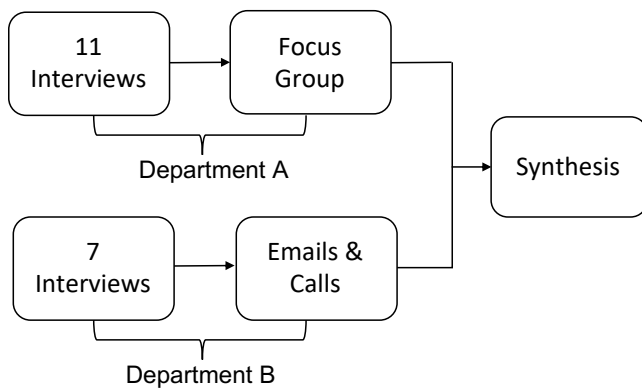 11
Interviews
Focus
Group
Department A
Synthesis
7
Interviews
Emails &
Calls
Department B